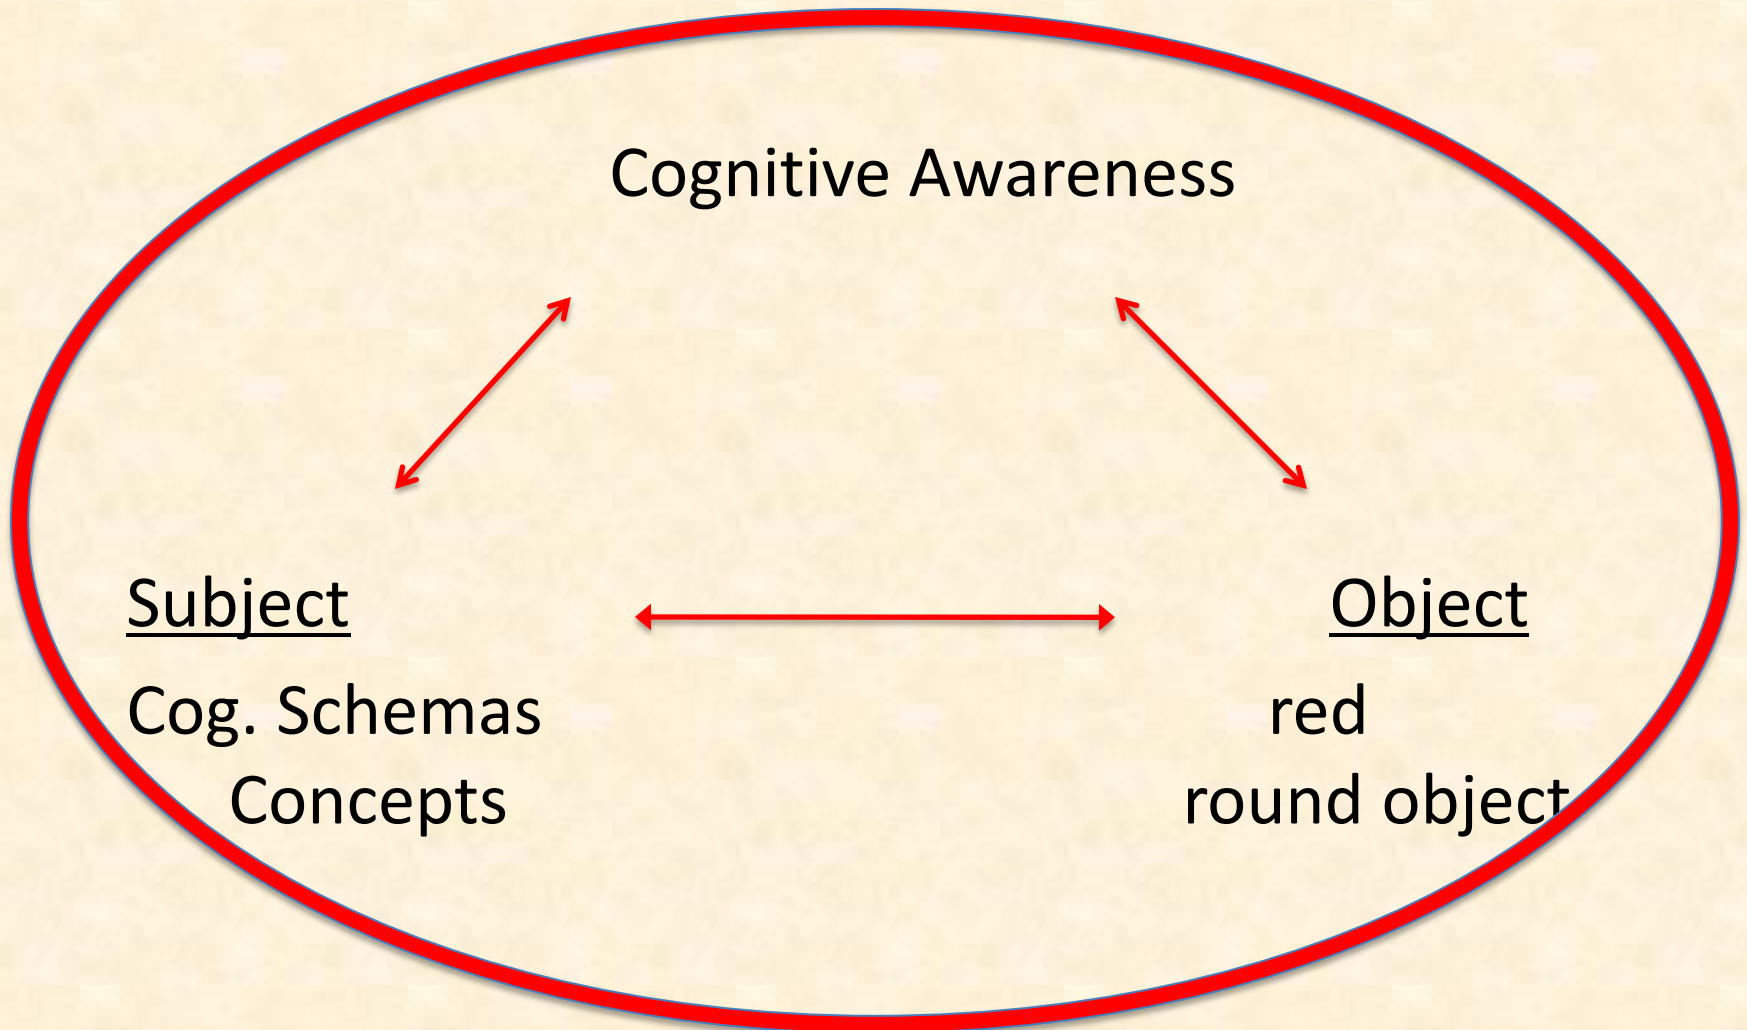 Cognitive Awareness
Subject Object
Cog. Schemas red
Concepts round object